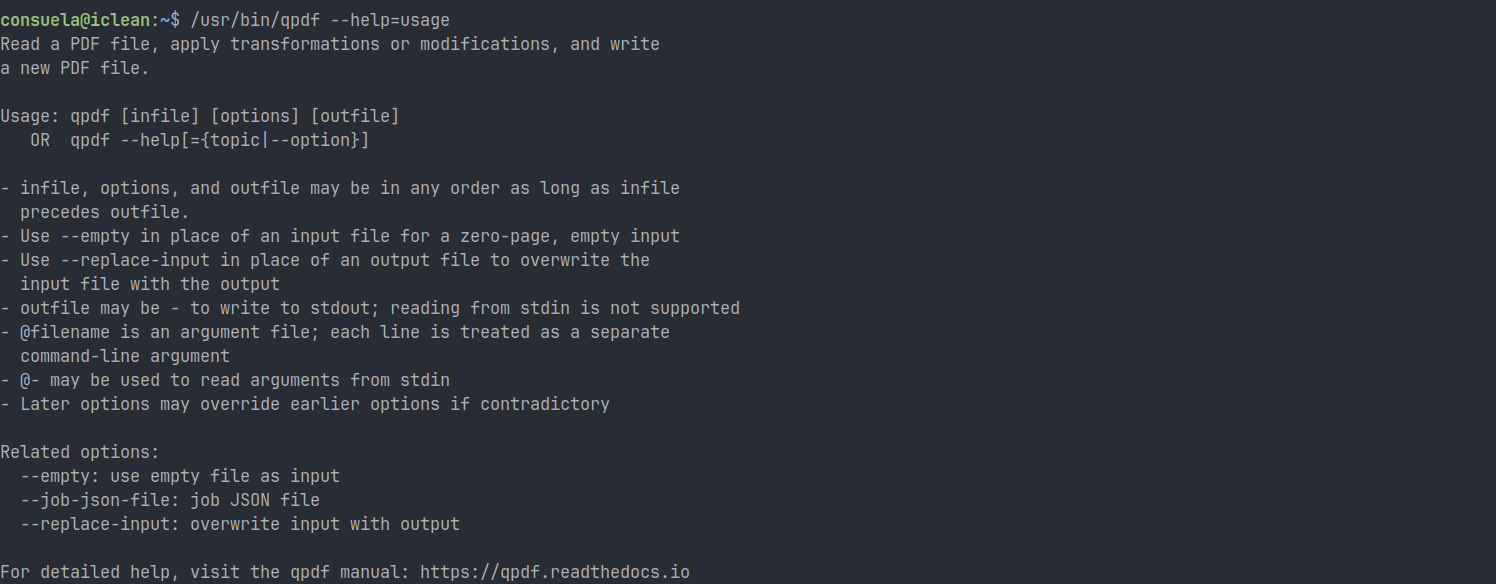 consuela@iclean:~$ /usr/bin/qpdf --help=usage
Read a PDF file, apply transformations or modifications, and write
a new PDF file.

Usage: qpdf [infile] [options] [outfile]
   OR  qpdf --help[={topic|--option}]

- infile, options, and outfile may be in any order as long as infile
  precedes outfile.
- Use --empty in place of an input file for a zero-page, empty input
- Use --replace-input in place of an output file to overwrite the
  input file with the output
- outfile may be - to write to stdout; reading from stdin is not supported
- @filename is an argument file; each line is treated as a separate
  command-line argument
- @- may be used to read arguments from stdin
- Later options may override earlier options if contradictory

Related options:
  --empty: use empty file as input
  --job-json-file: job JSON file
  --replace-input: overwrite input with output

For detailed help, visit the qpdf manual: https://qpdf.readthedocs.io